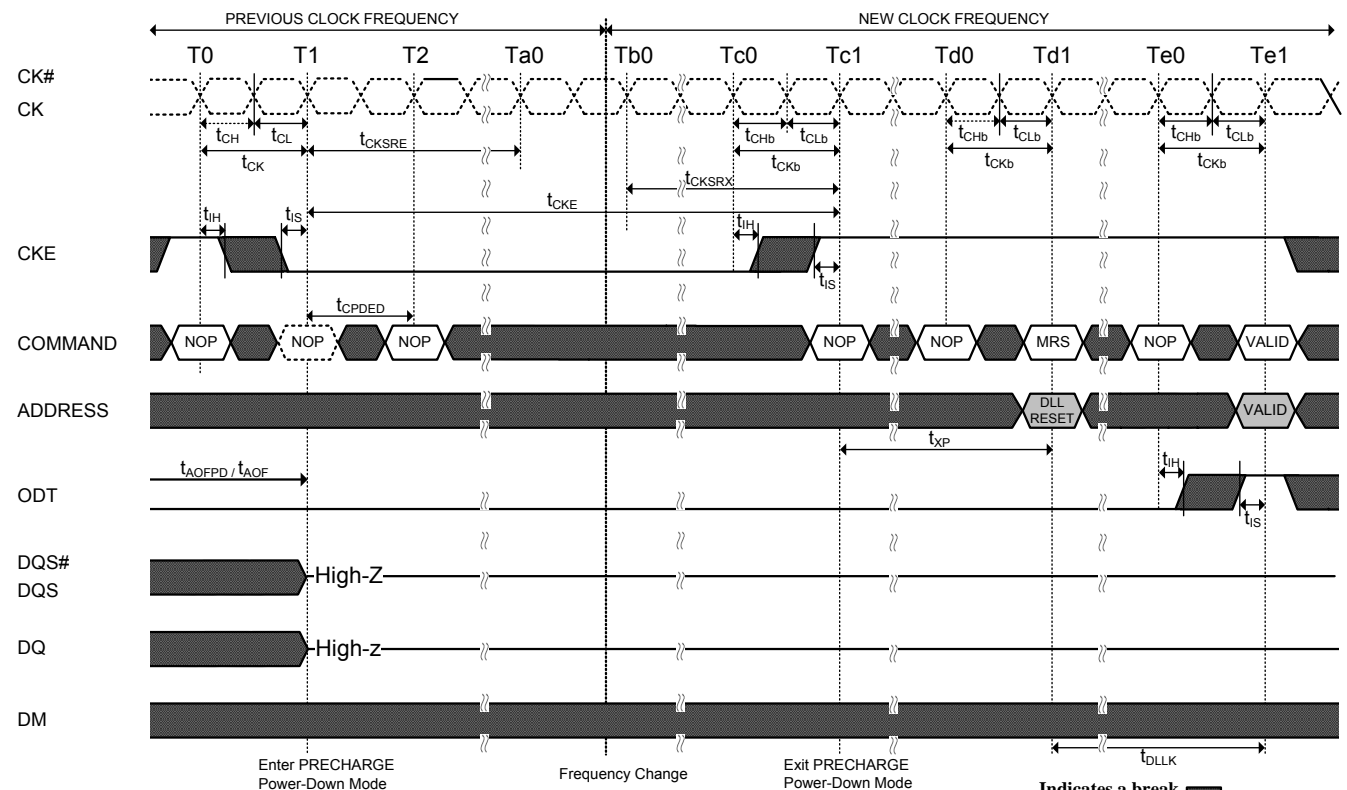 PREVIOUS CLOCK FREQUENCY NEW CLOCK FREQUENCY
T0 T1 T2 Ta0 Tb0 Tc0 Tc1 Td0 Td1 Te0 Te1
CK#
CK
tCH tCL tCHb tCLb tCHb tCLb tCHb tCLb
tCK tCKSRE tCKb tCKb tCKb
tCKSRX
tCKE
tIH tIS tIH
CKE
tIS
tCPDED
COMMAND NOP NOP NOP NOP NOP MRS NOP VALID
ADDRESS DLL RESET VALID
tXP
tAOFPD / tAOF tIH
ODT
tIS
DQS#
DQS
High-Z
DQ High-z
DM
tDLLK
Enter PRECHARGE
Power-Down Mode
Frequency Change
Exit PRECHARGE
Power-Down Mode
Indicates a break